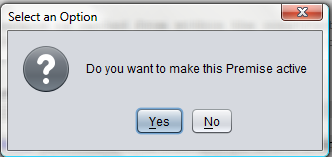 Select an Option
Do you want to make this Premise active
Yes No